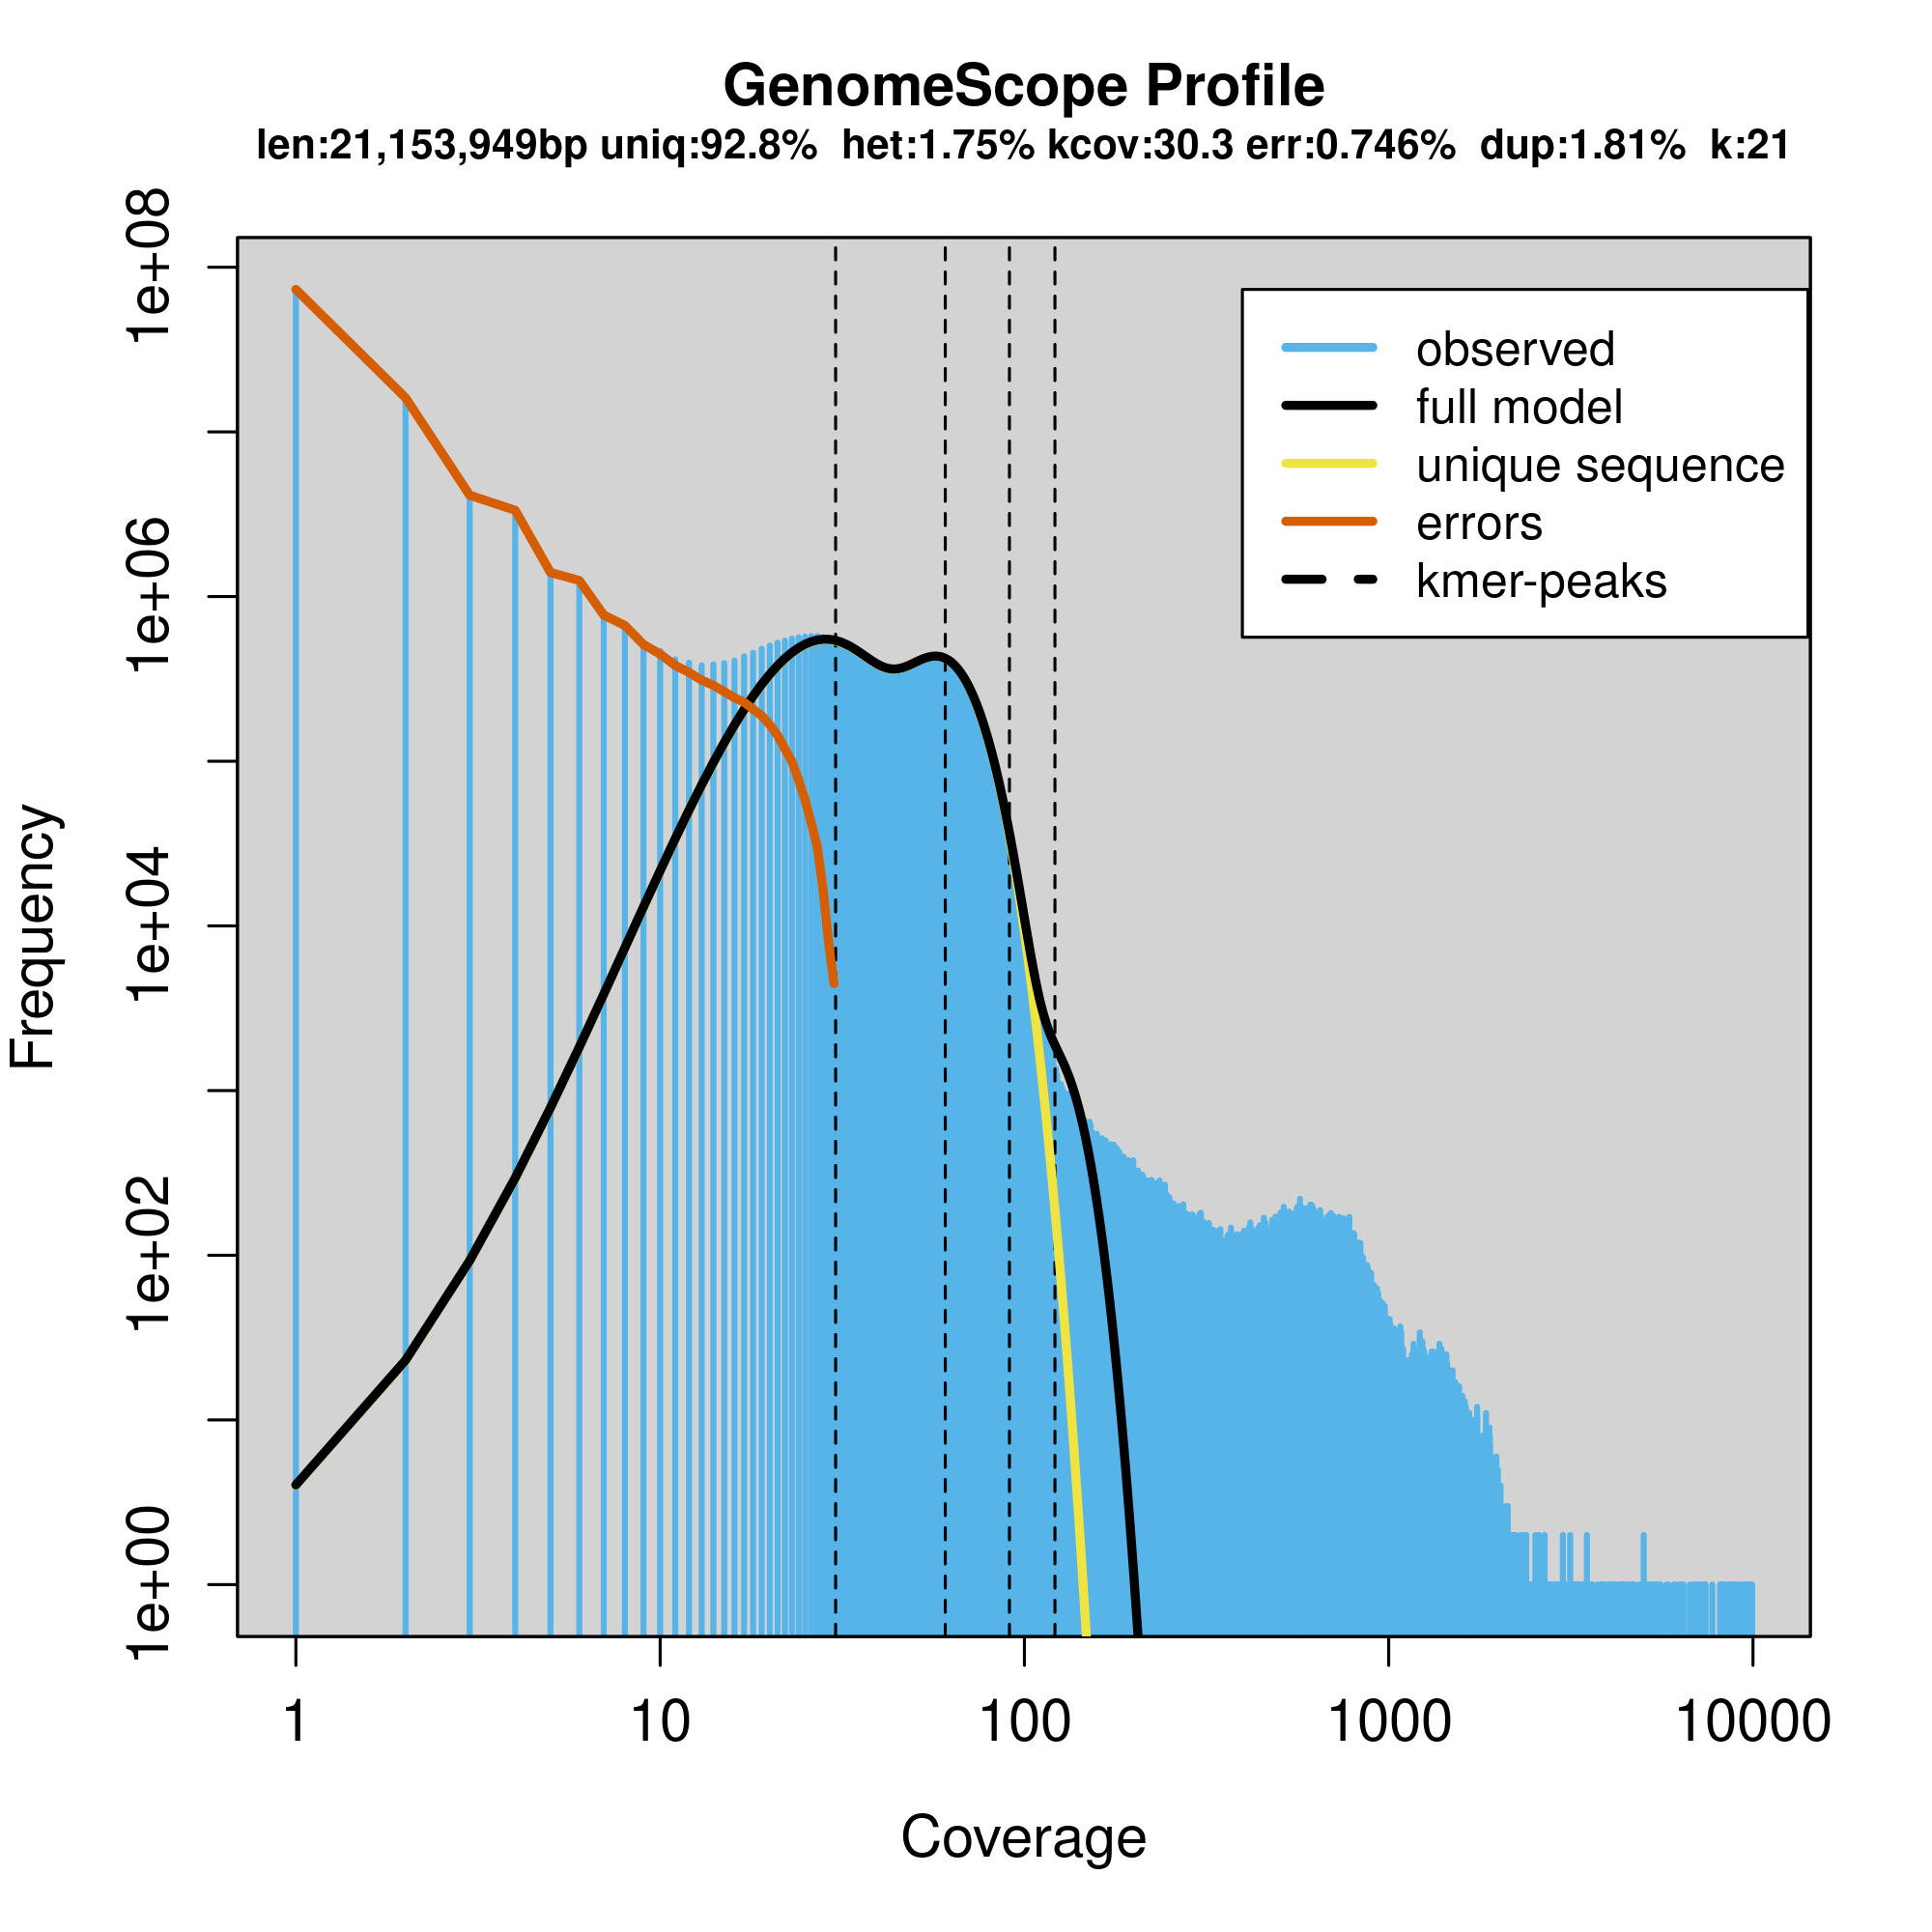 GenomeScope Profile
len:21,153,949bp uniq:92.8% het:1.75% kcov:30.3 err:0.746% dup:1.81% k:21
observed
full model
unique sequence
errors
kmer-peaks
Frequency
1e+08
1e+06
1e+04
1e+02
1e+00
1 10 100 1000 10000
Coverage